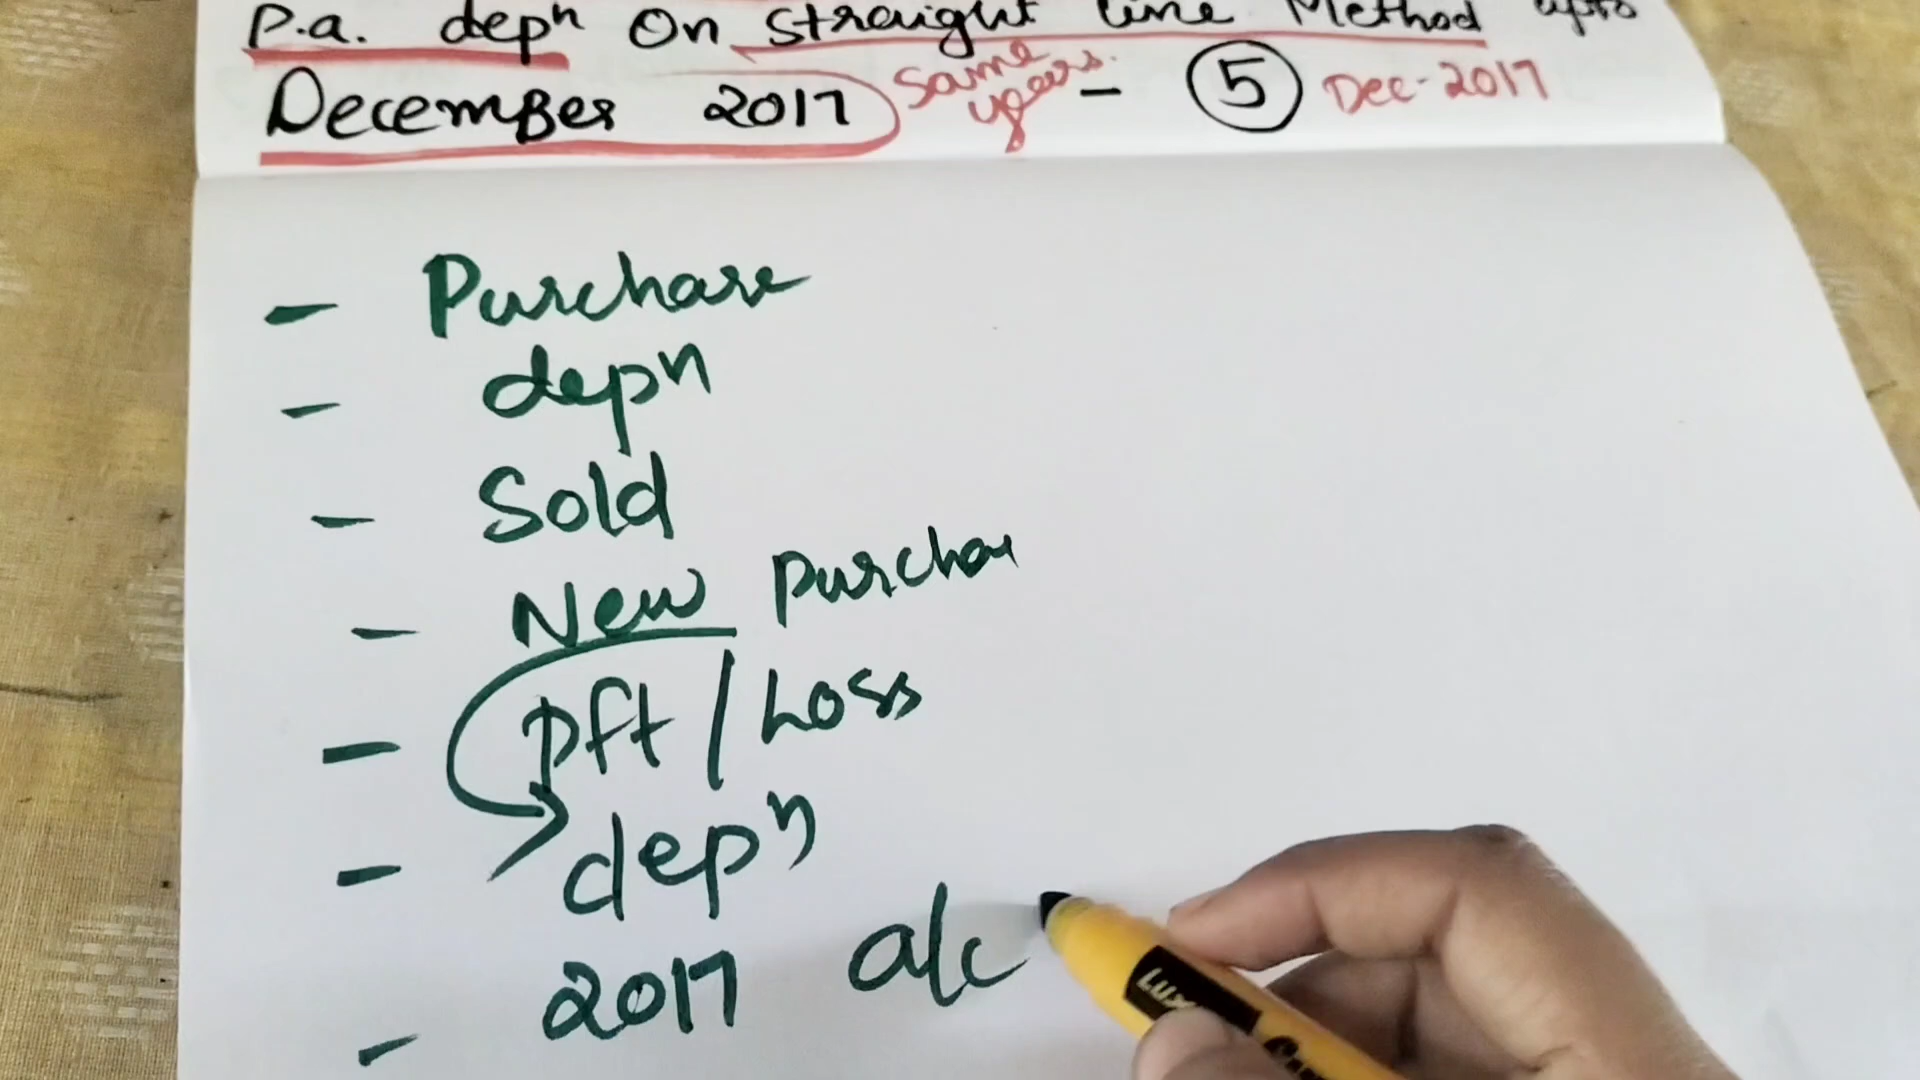 P.a. depn On straight line Method upto
December 2017 Same years. - 5 Dec-2017
- Purchase
- depn
- Sold
- New Purchase
- Pft/Loss
- depn
- 2017 a/c